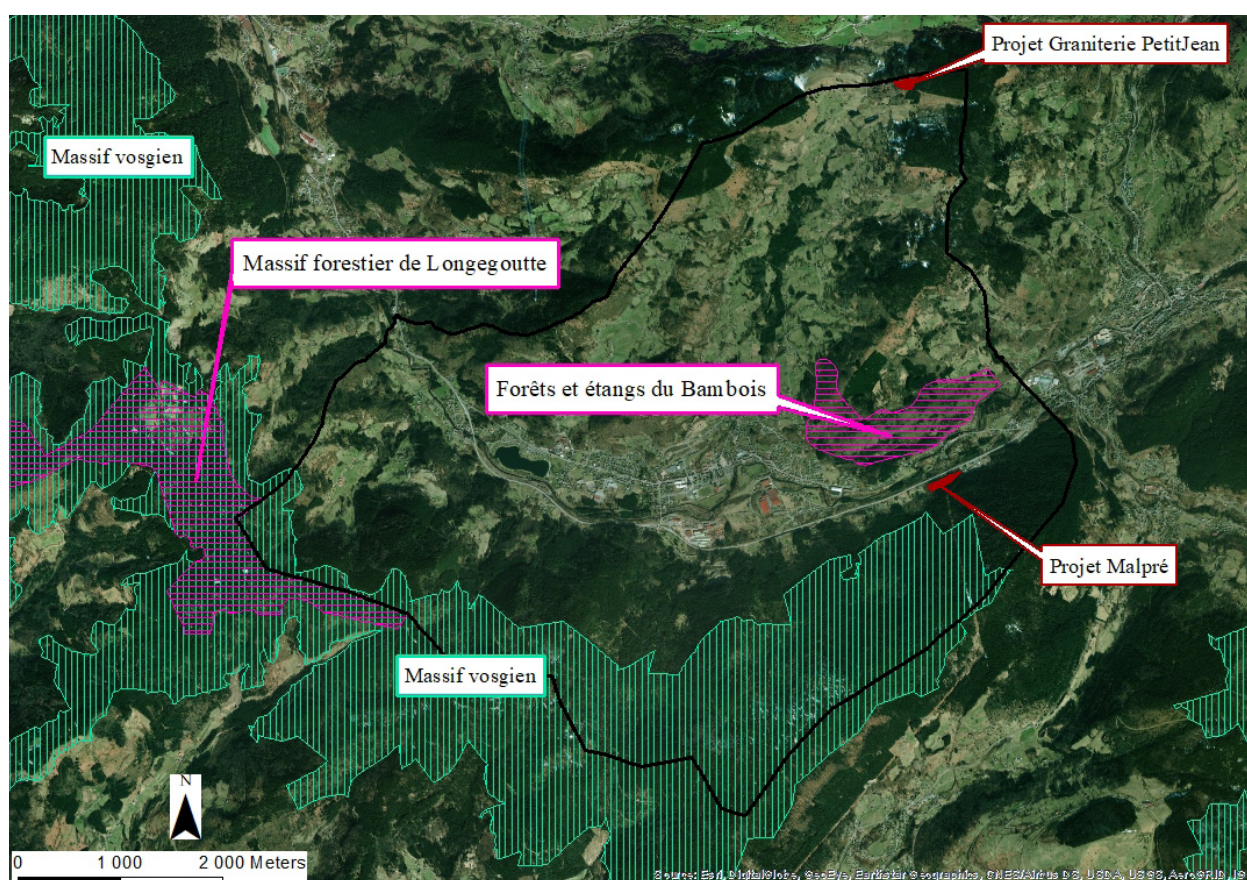 Projet Graniterie PetitJean
Massif vosgien
Massif forestier de Longegoutte
Forêts et étangs du Bambois
Projet Malpré
Massif vosgien
N
0 1 000 2 000 Meters
Source: Esri, DigitalGlobe, GeoEye, Earthstar Geographics, CNES/Airbus DS, USDA, USGS, AeroGRID, IG